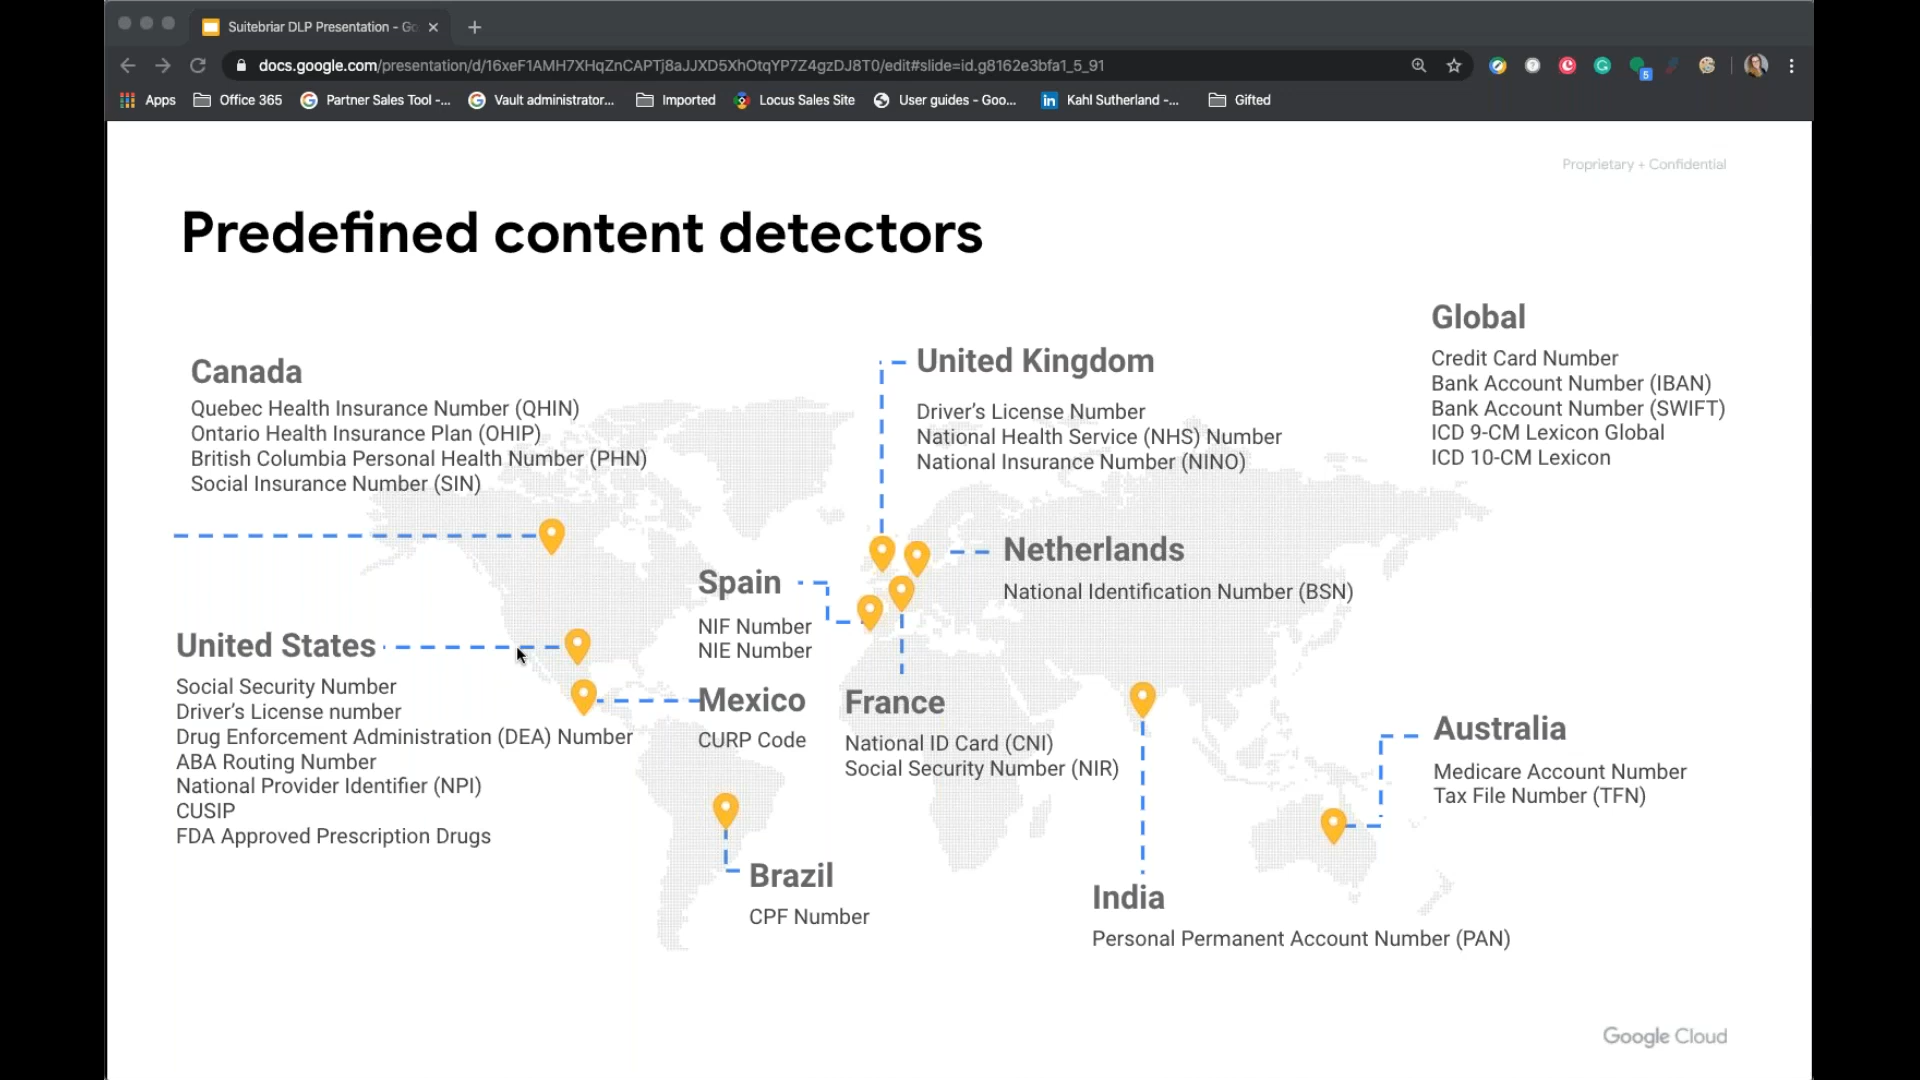 Suitebriar DLP Presentation - Go
docs.google.com/presentation/d/16xeF1AMH7XHqZnCAPTj8aJJXD5XhOtqYP7Z4gzDJ8T0/edit#slide=id.g8162e3bfa1_5_91
5
Apps Office 365 Partner Sales Tool -... Vault administrator... Imported Locus Sales Site User guides - Goo... in Kahl Sutherland -... Gifted
Proprietary + Confidential
Predefined content detectors
Global
Credit Card Number
Bank Account Number (IBAN)
Bank Account Number (SWIFT)
ICD 9-CM Lexicon Global
ICD 10-CM Lexicon
Canada
Quebec Health Insurance Number (QHIN)
Ontario Health Insurance Plan (OHIP)
British Columbia Personal Health Number (PHN)
Social Insurance Number (SIN)
United Kingdom
Driver's License Number
National Health Service (NHS) Number
National Insurance Number (NINO)
Netherlands
National Identification Number (BSN)
Spain
NIF Number
NIE Number
United States
Social Security Number
Driver's License number
Drug Enforcement Administration (DEA) Number
ABA Routing Number
National Provider Identifier (NPI)
CUSIP
FDA Approved Prescription Drugs
Mexico
CURP Code
France
National ID Card (CNI)
Social Security Number (NIR)
Australia
Medicare Account Number
Tax File Number (TFN)
Brazil
CPF Number
India
Personal Permanent Account Number (PAN)
Google Cloud